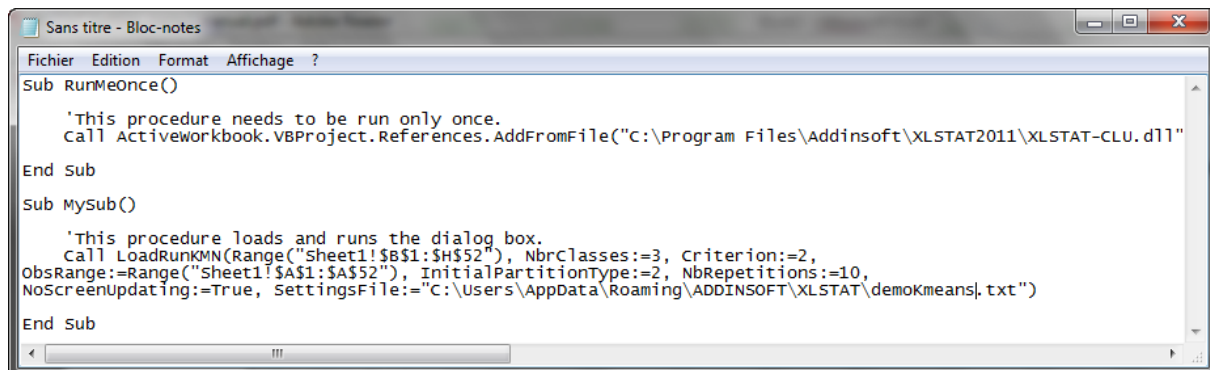 Sans titre - Bloc-notes
Fichier Edition Format Affichage ?
Sub RunMeOnce()
'This procedure needs to be run only once.
Call ActiveWorkbook.VBProject.References.AddFromFile("C:\Program Files\Addinsoft\XLSTAT2011\XLSTAT-CLU.dll"
End Sub
Sub MySub()
'This procedure loads and runs the dialog box.
Call LoadRunKMN(Range("Sheet1!$B$1:$H$52"), NbrClasses:=3, Criterion:=2,
ObsRange:=Range("Sheet1!$A$1:$A$52"), InitialPartitionType:=2, NbRepetitions:=10,
NoScreenUpdating:=True, SettingsFile:="C:\Users\AppData\Roaming\ADDINSOFT\XLSTAT\demoKmeans.txt")
End Sub